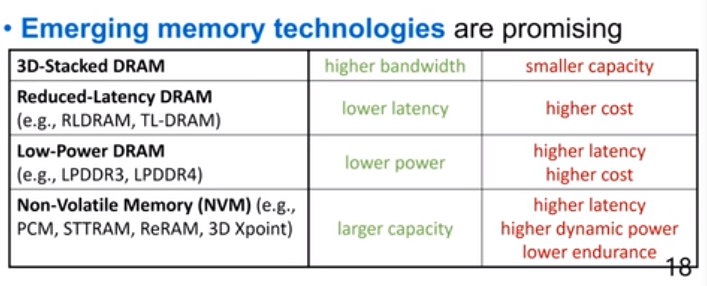 • Emerging memory technologies are promising
3D-Stacked DRAM higher bandwidth smaller capacity
Reduced-Latency DRAM
(e.g., RLDRAM, TL-DRAM)
lower latency
higher cost
Low-Power DRAM
(e.g., LPDDR3, LPDDR4)
lower power
higher latency
higher cost
Non-Volatile Memory (NVM) (e.g.,
PCM, STTRAM, ReRAM, 3D Xpoint)
larger capacity
higher latency
higher dynamic power
lower endurance
18